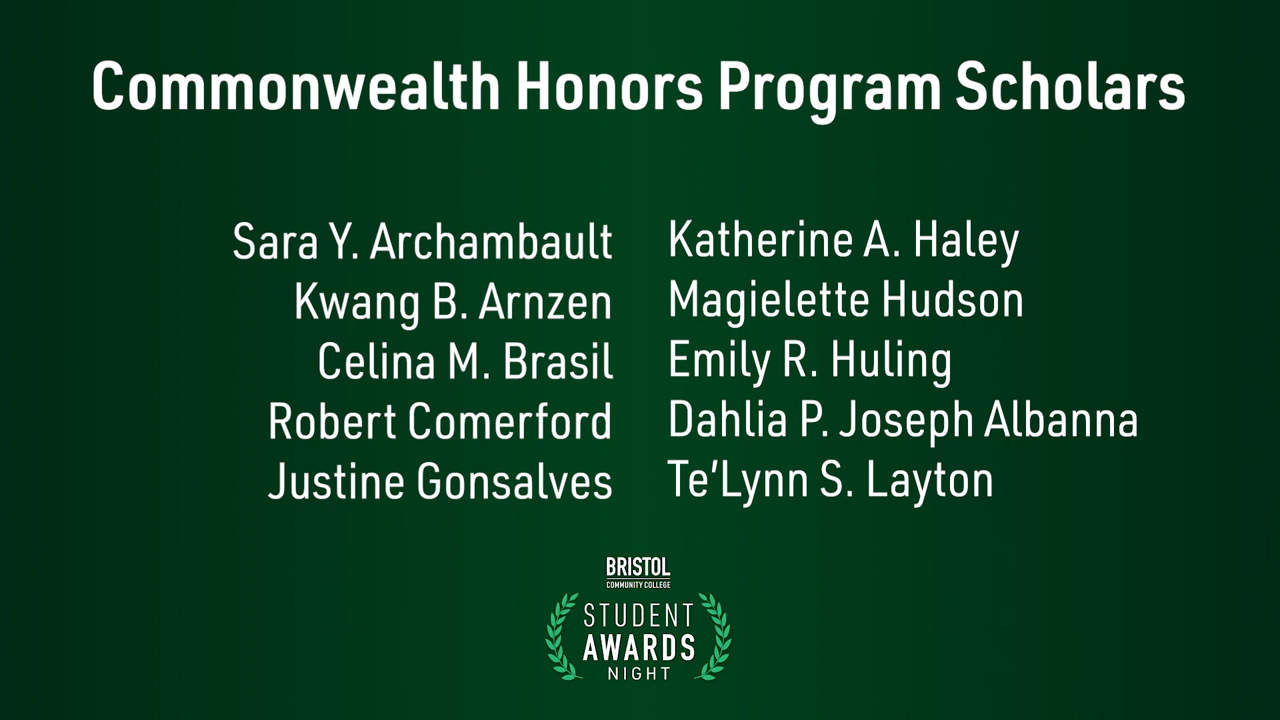 Commonwealth Honors Program Scholars
Sara Y. Archambault
Kwang B. Arnzen
Celina M. Brasil
Robert Comerford
Justine Gonsalves
Katherine A. Haley
Magielette Hudson
Emily R. Huling
Dahlia P. Joseph Albanna
Te’Lynn S. Layton
BRISTOL
COMMUNITY COLLEGE
STUDENT
AWARDS
NIGHT